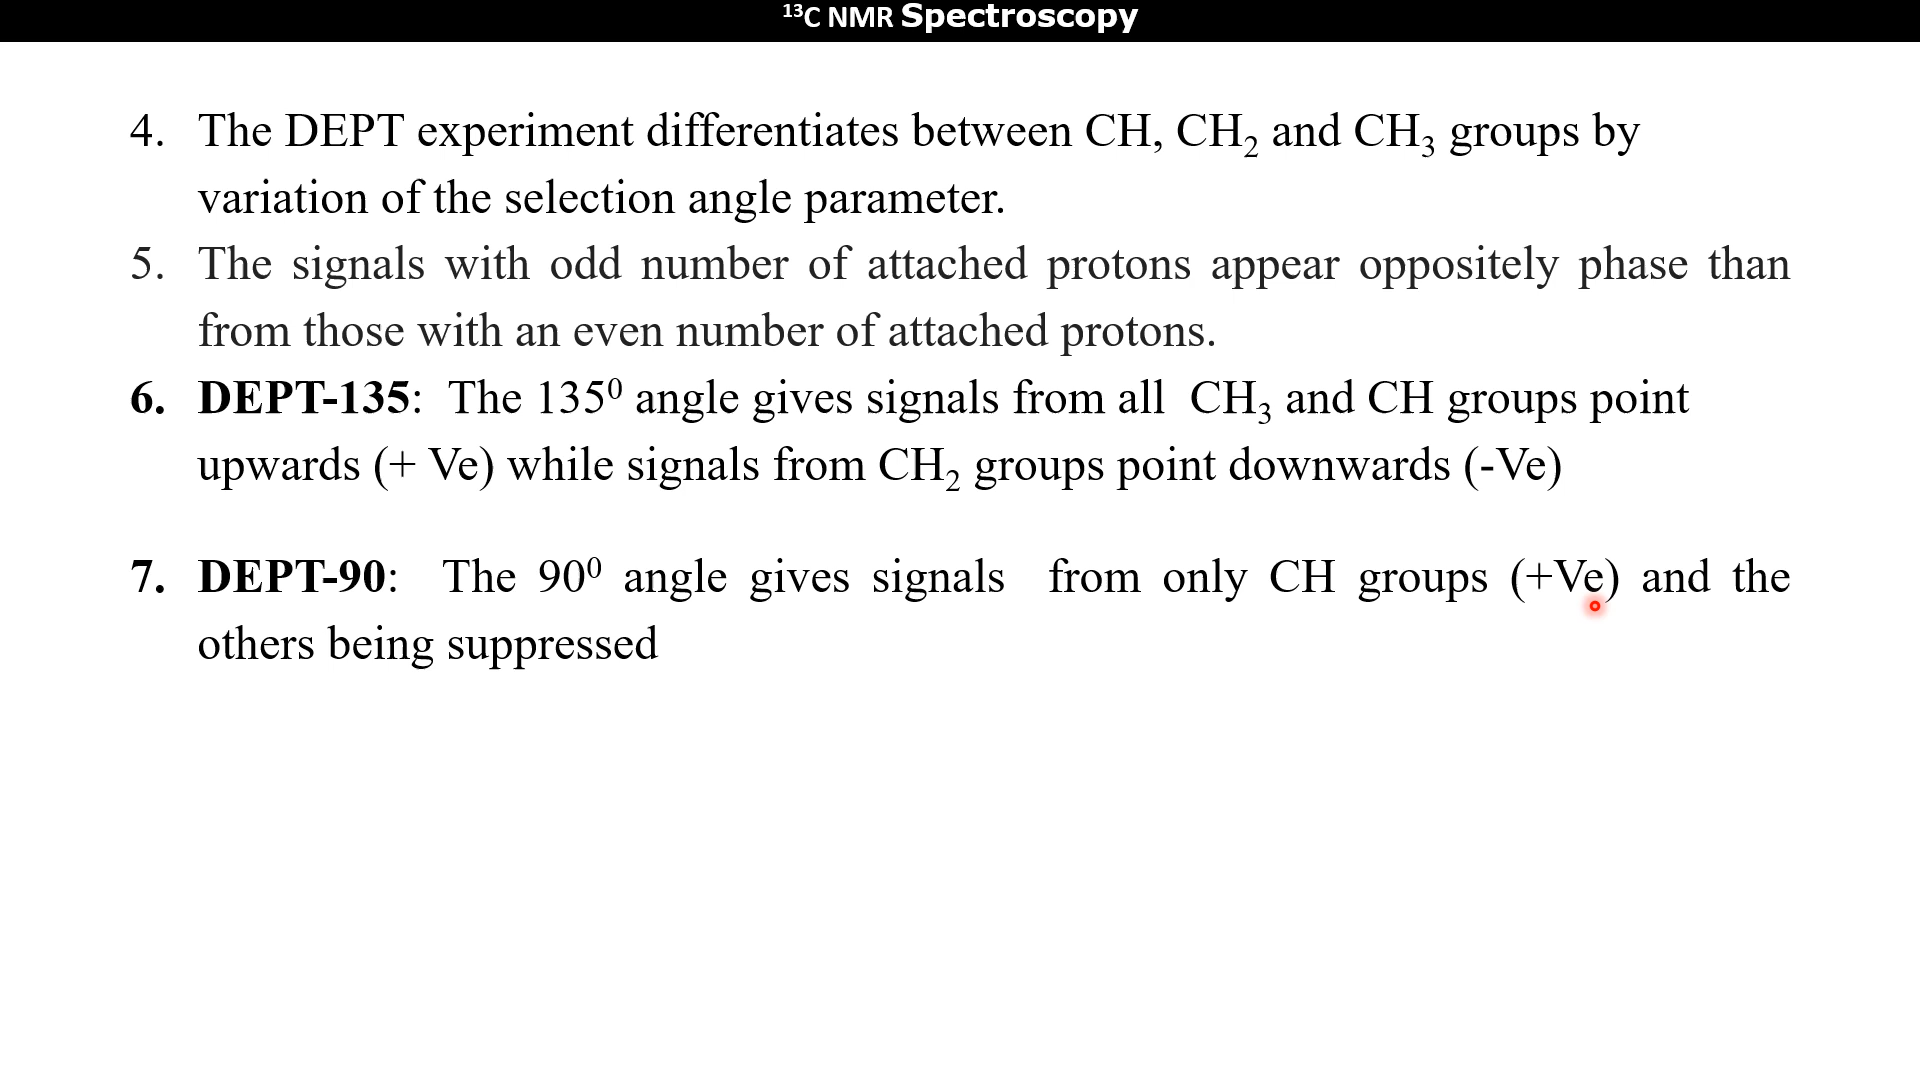 ¹³C NMR Spectroscopy
4. The DEPT experiment differentiates between CH, CH₂ and CH₃ groups by
variation of the selection angle parameter.
5. The signals with odd number of attached protons appear oppositely phase than
from those with an even number of attached protons.
6. DEPT-135: The 135⁰ angle gives signals from all CH₃ and CH groups point
upwards (+ Ve) while signals from CH₂ groups point downwards (-Ve)
7. DEPT-90: The 90⁰ angle gives signals from only CH groups (+Ve) and the
others being suppressed